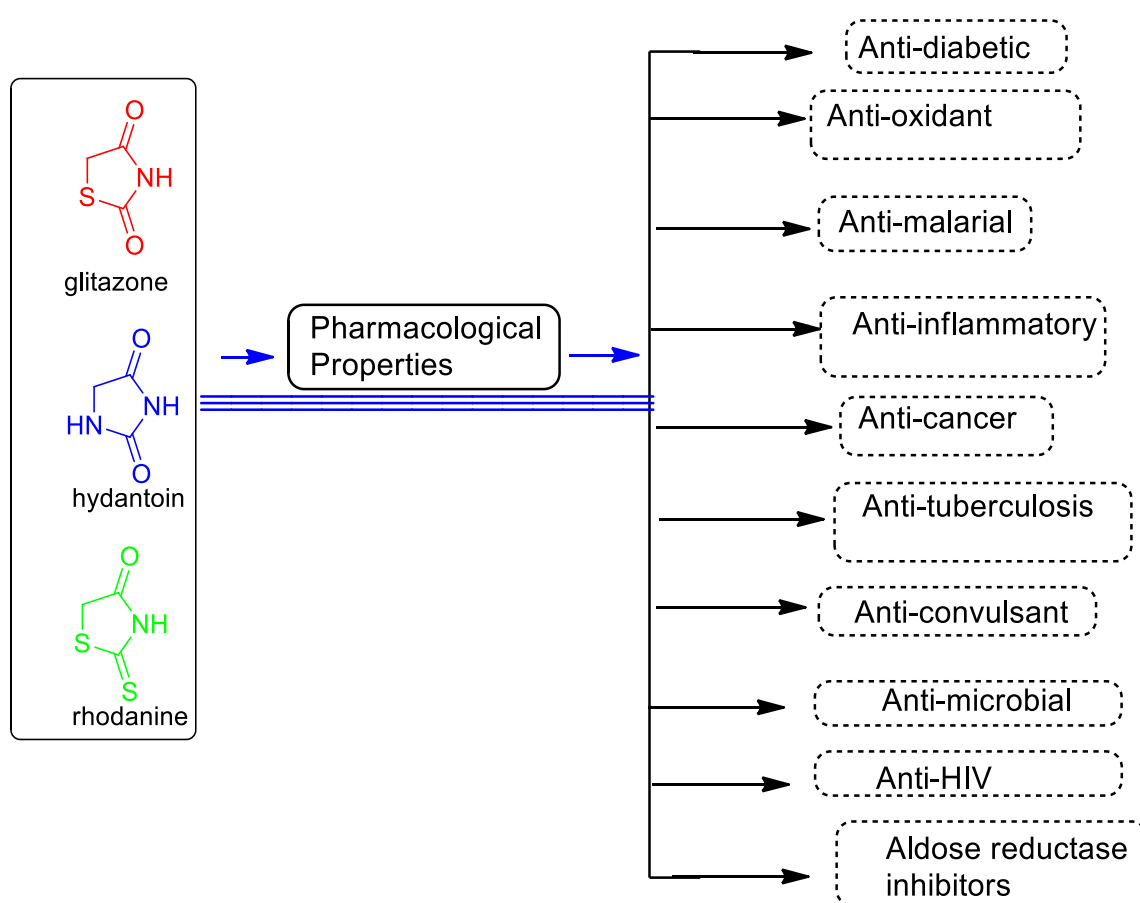 O
NH
S
O
glitazone
O
NH
HN
O
hydantoin
O
NH
S
S
rhodanine
Pharmacological
Properties
Anti-diabetic
Anti-oxidant
Anti-malarial
Anti-inflammatory
Anti-cancer
Anti-tuberculosis
Anti-convulsant
Anti-microbial
Anti-HIV
Aldose reductase
inhibitors